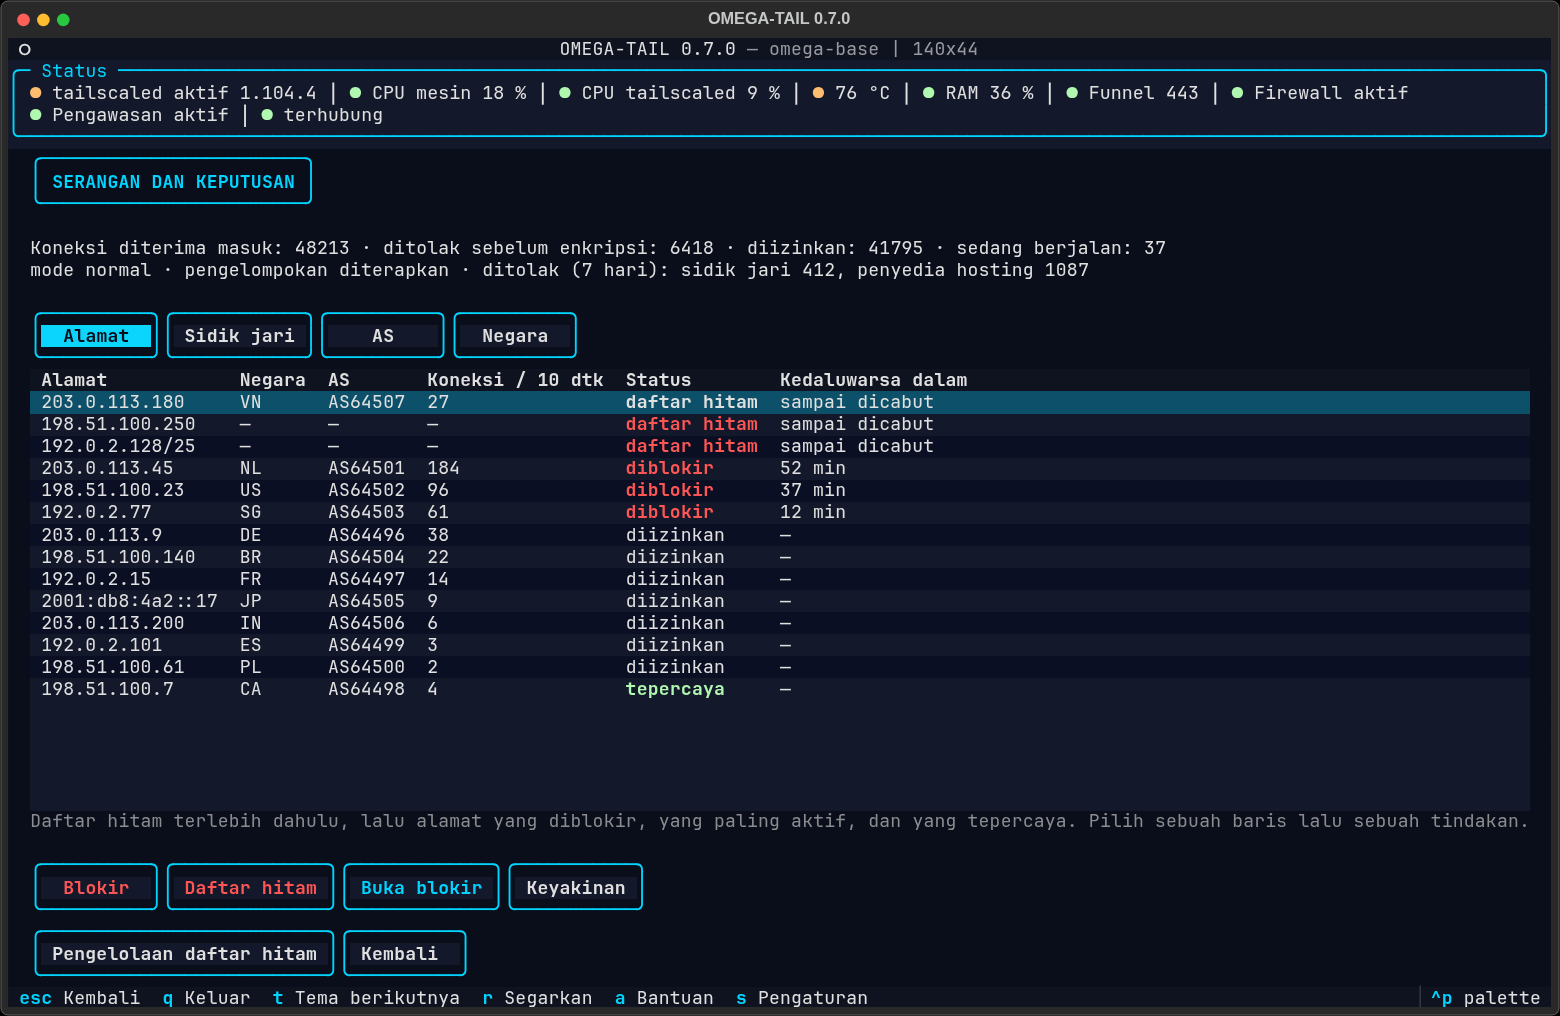 OMEGA-TAIL 0.7.0
OMEGA-TAIL 0.7.0 — omega-base | 140x44
Status
tailscaled aktif 1.104.4 │ ● CPU mesin 18 % │ ● CPU tailscaled 9 % │ ● 76 °C │ ● RAM 36 % │ ● Funnel 443 │ ● Firewall aktif
● Pengawasan aktif │ ● terhubung
SERANGAN DAN KEPUTUSAN
Koneksi diterima masuk: 48213 · ditolak sebelum enkripsi: 6418 · diizinkan: 41795 · sedang berjalan: 37
mode normal · pengelompokan diterapkan · ditolak (7 hari): sidik jari 412, penyedia hosting 1087
Alamat Sidik jari AS Negara
Alamat Negara AS Koneksi / 10 dtk Status Kedaluwarsa dalam
203.0.113.180 VN AS64507 27 daftar hitam sampai dicabut
198.51.100.250 — — — daftar hitam sampai dicabut
192.0.2.128/25 — — — daftar hitam sampai dicabut
203.0.113.45 NL AS64501 184 diblokir 52 min
198.51.100.23 US AS64502 96 diblokir 37 min
192.0.2.77 SG AS64503 61 diblokir 12 min
203.0.113.9 DE AS64496 38 diizinkan —
198.51.100.140 BR AS64504 22 diizinkan —
192.0.2.15 FR AS64497 14 diizinkan —
2001:db8:4a2::17 JP AS64505 9 diizinkan —
203.0.113.200 IN AS64506 6 diizinkan —
192.0.2.101 ES AS64499 3 diizinkan —
198.51.100.61 PL AS64500 2 diizinkan —
198.51.100.7 CA AS64498 4 tepercaya —
Daftar hitam terlebih dahulu, lalu alamat yang diblokir, yang paling aktif, dan yang tepercaya. Pilih sebuah baris lalu sebuah tindakan.
Blokir Daftar hitam Buka blokir Keyakinan
Pengelolaan daftar hitam Kembali
esc Kembali q Keluar t Tema berikutnya r Segarkan a Bantuan s Pengaturan ^p palette